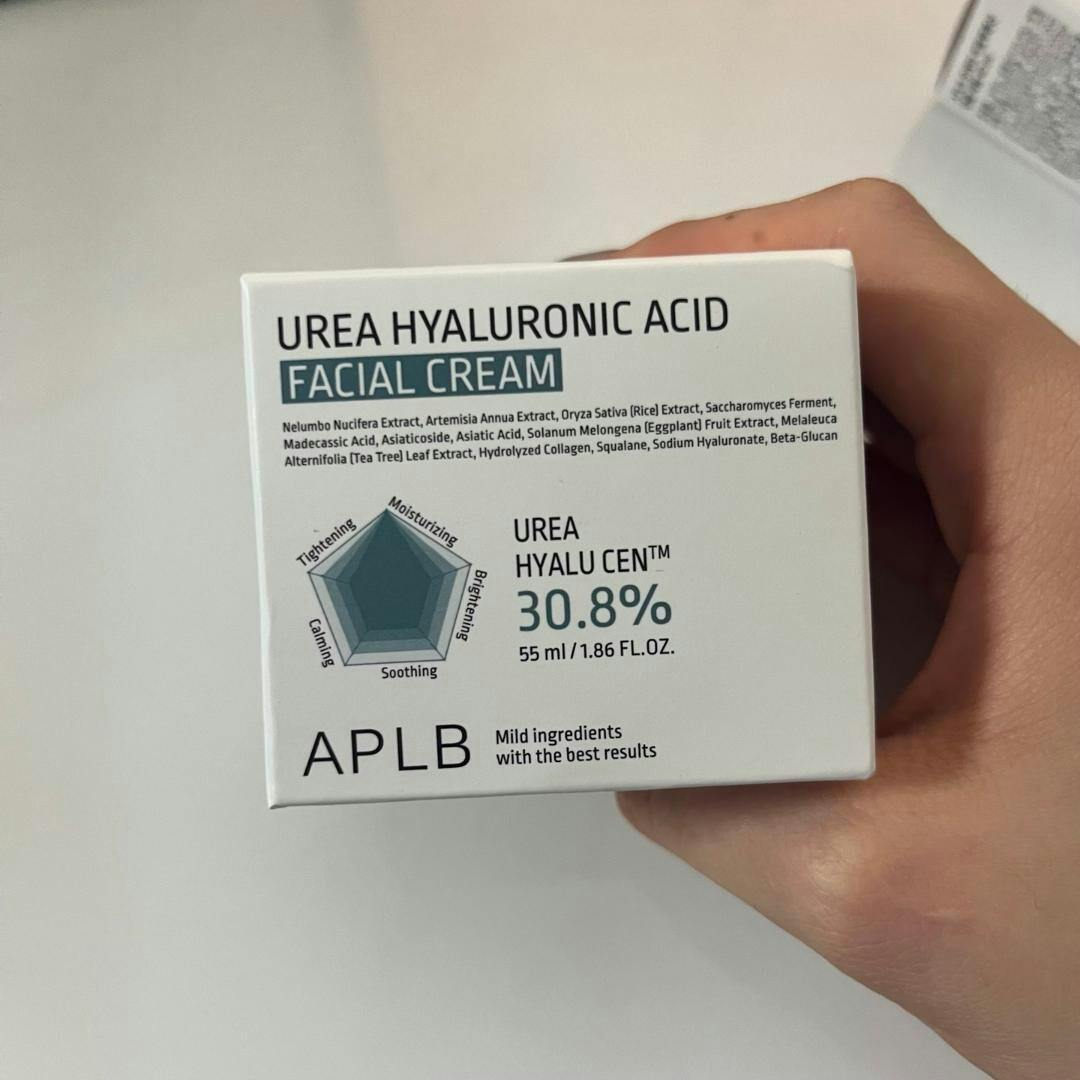 UREA HYALURONIC ACID
FACIAL CREAM
Nelumbo Nucifera Extract, Artemisia Annua Extract, Oryza Sativa (Rice) Extract, Saccharomyces Ferment,
Madecassic Acid, Asiaticoside, Asiatic Acid, Solanum Melongena (Eggplant) Fruit Extract, Melaleuca
Alternifolia (Tea Tree) Leaf Extract, Hydrolyzed Collagen, Squalane, Sodium Hyaluronate, Beta-Glucan
Moisturizing
Tightening
Brightening
Calming
Soothing
UREA
HYALU CEN™
30.8%
55 ml / 1.86 FL.OZ.
APLB
Mild ingredients
with the best results